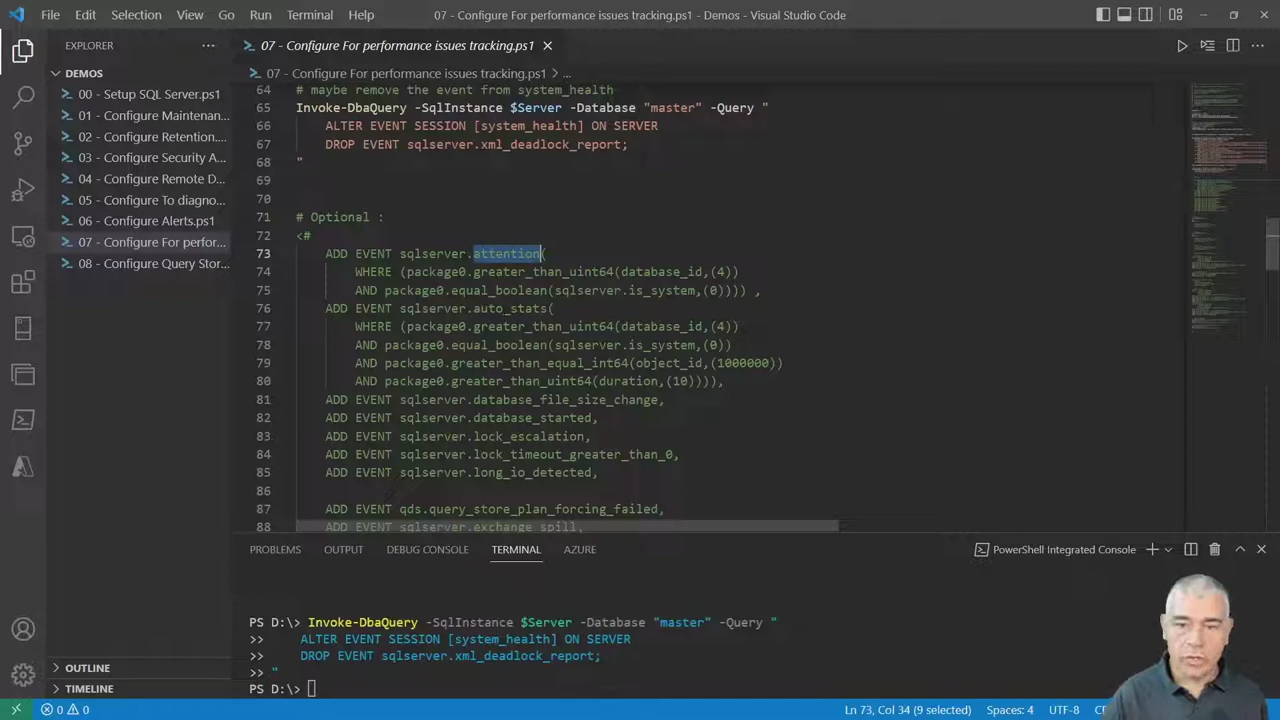 File Edit Selection View Go Run Terminal Help
07 - Configure For performance issues tracking.ps1 - Demos - Visual Studio Code
EXPLORER
DEMOS
00 - Setup SQL Server.ps1
01 - Configure Maintenan...
02 - Configure Retention....
03 - Configure Security A...
04 - Configure Remote D...
05 - Configure To diagno...
06 - Configure Alerts.ps1
07 - Configure For perfor...
08 - Configure Query Stor...
OUTLINE
TIMELINE
07 - Configure For performance issues tracking.ps1
07 - Configure For performance issues tracking.ps1 > ...
64 # maybe remove the event from system_health
65 Invoke-DbaQuery -SqlInstance $Server -Database "master" -Query "
66 ALTER EVENT SESSION [system_health] ON SERVER
67 DROP EVENT sqlserver.xml_deadlock_report;
68 "
69
70
71 # Optional :
72 <#
73 ADD EVENT sqlserver.attention(
74 WHERE (package0.greater_than_uint64(database_id,(4))
75 AND package0.equal_boolean(sqlserver.is_system,(0)))) ,
76 ADD EVENT sqlserver.auto_stats(
77 WHERE (package0.greater_than_uint64(database_id,(4))
78 AND package0.equal_boolean(sqlserver.is_system,(0))
79 AND package0.greater_than_equal_int64(object_id,(1000000))
80 AND package0.greater_than_uint64(duration,(10)))),
81 ADD EVENT sqlserver.database_file_size_change,
82 ADD EVENT sqlserver.database_started,
83 ADD EVENT sqlserver.lock_escalation,
84 ADD EVENT sqlserver.lock_timeout_greater_than_0,
85 ADD EVENT sqlserver.long_io_detected,
86
87 ADD EVENT qds.query_store_plan_forcing_failed,
88 ADD EVENT sqlserver.exchange_spill,
PROBLEMS OUTPUT DEBUG CONSOLE TERMINAL AZURE
PowerShell Integrated Console
PS D:\> Invoke-DbaQuery -SqlInstance $Server -Database "master" -Query "
>> ALTER EVENT SESSION [system_health] ON SERVER
>> DROP EVENT sqlserver.xml_deadlock_report;
>> "
PS D:\>
0 0 Ln 73, Col 34 (9 selected) Spaces: 4 UTF-8